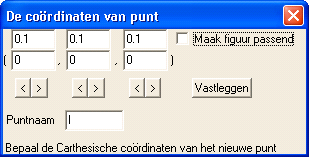 De coördinaten van punt
0.1 0.1 0.1 Maak figuur passend
( 0 , 0 , 0 )
< > < > < > Vastleggen
Puntnaam
Bepaal de Carthesische coördinaten van het nieuwe punt